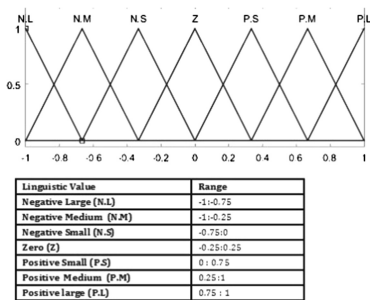 N.L N.M N.S Z P.S P.M P.L
1
0.5
0
-1 -0.8 -0.6 -0.4 -0.2 0 0.2 0.4 0.6 0.8 1
Linguistic Value Range
Negative Large (N.L) -1:-0.75
Negative Medium (N.M) -1:-0.25
Negative Small (N.S) -0.75:0
Zero (Z) -0.25:0.25
Positive Small (P.S) 0 : 0.75
Positive Medium (P.M) 0.25:1
Positive large (P.L) 0.75 : 1